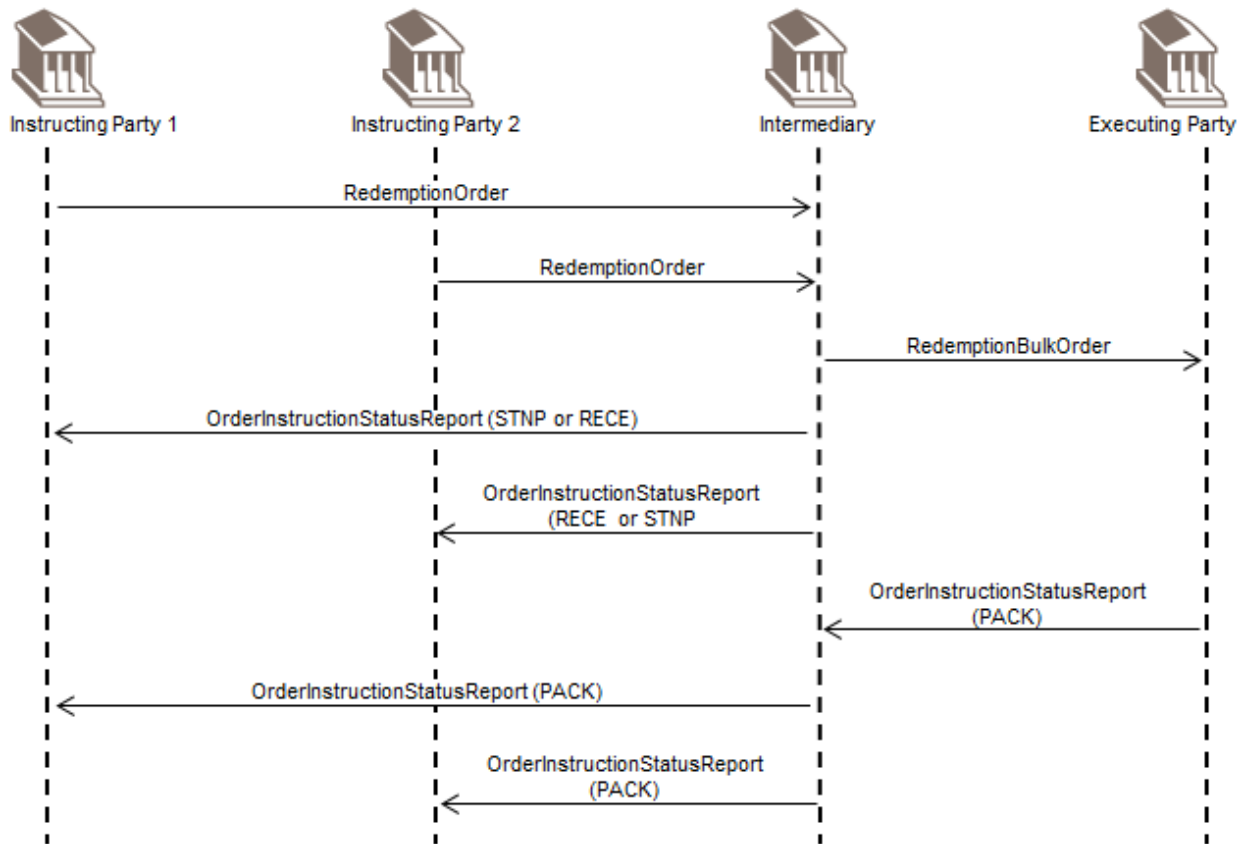 Instructing Party 1
Instructing Party 2
Intermediary
Executing Party
RedemptionOrder
RedemptionOrder
RedemptionBulkOrder
OrderInstructionStatusReport (STNP or RECE)
OrderInstructionStatusReport
(RECE or STNP
OrderInstructionStatusReport
(PACK)
OrderInstructionStatusReport (PACK)
OrderInstructionStatusReport
(PACK)